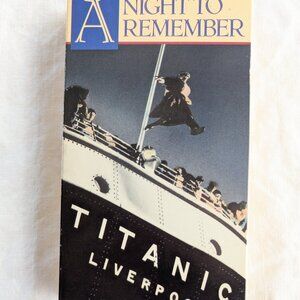 A NIGHT TO
REMEMBER
TITANIC
LIVERPOO